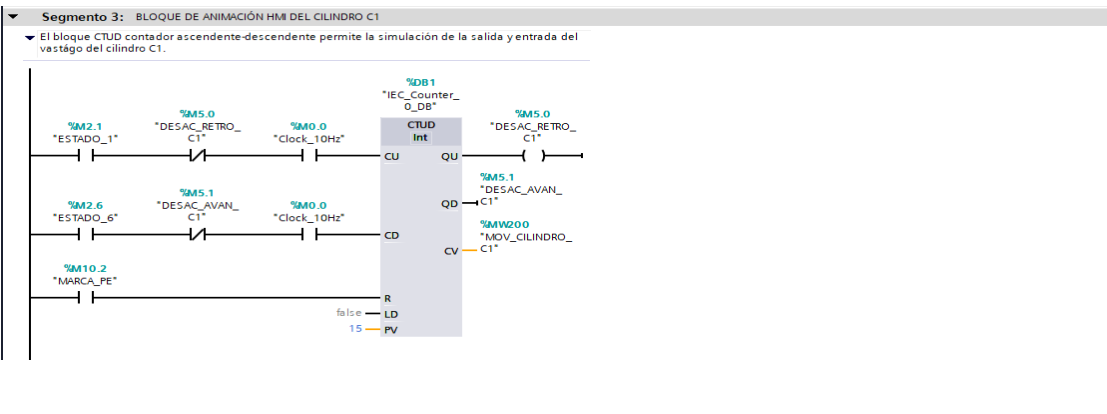 Segmento 3: BLOQUE DE ANIMACIÓN HMI DEL CILINDRO C1
El bloque CTUD contador ascendente-descendente permite la simulación de la salida y entrada del
vastágo del cilindro C1.
%DB1
"IEC_Counter_
0_DB"
CTUD
Int
%M2.1
"ESTADO_1"
%M5.0
"DESAC_RETRO_
C1"
%M0.0
"Clock_10Hz"
CU
QU
%M5.0
"DESAC_RETRO_
C1"
%M2.6
"ESTADO_6"
%M5.1
"DESAC_AVAN_
C1"
%M0.0
"Clock_10Hz"
CD
QD
%M5.1
"DESAC_AVAN_
C1"
CV
%MW200
"MOV_CILINDRO_
C1"
%M10.2
"MARCA_PE"
R
false
LD
15
PV